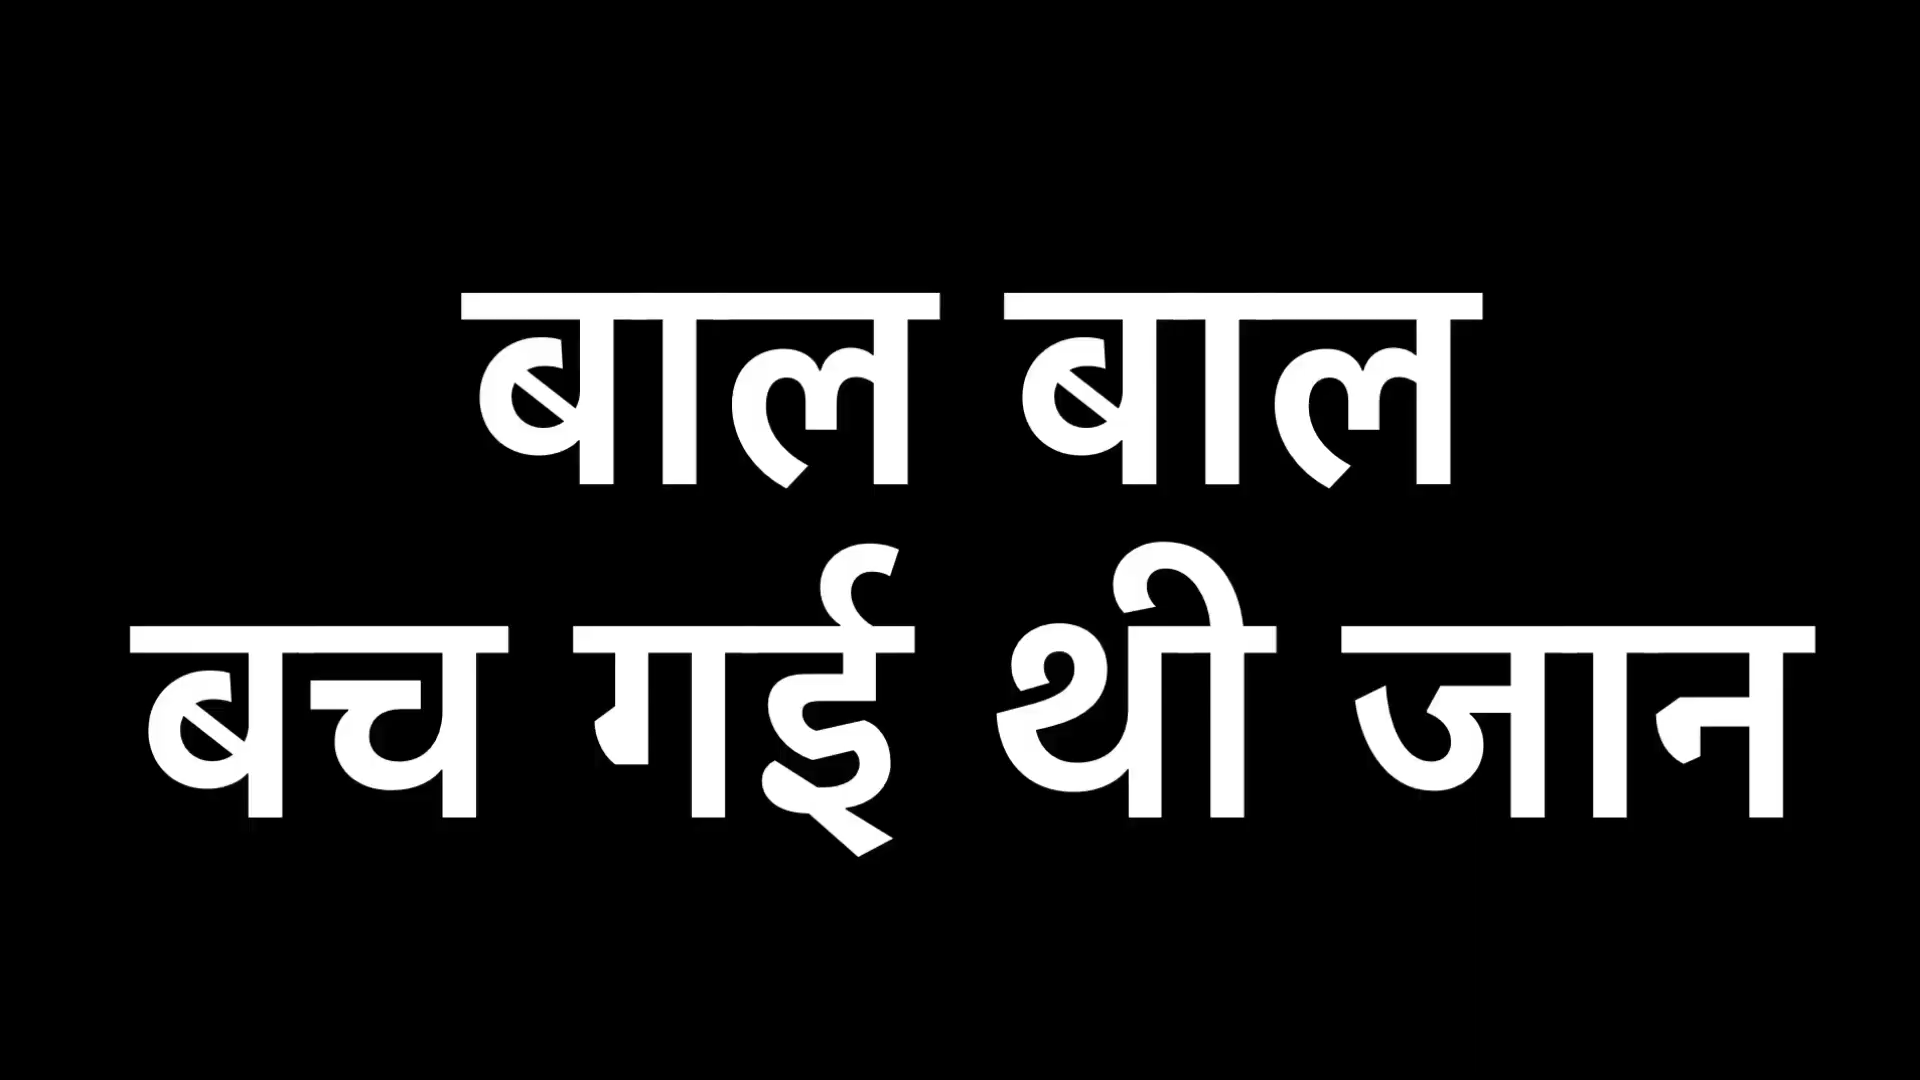 बाल बाल
बच गई थी जान